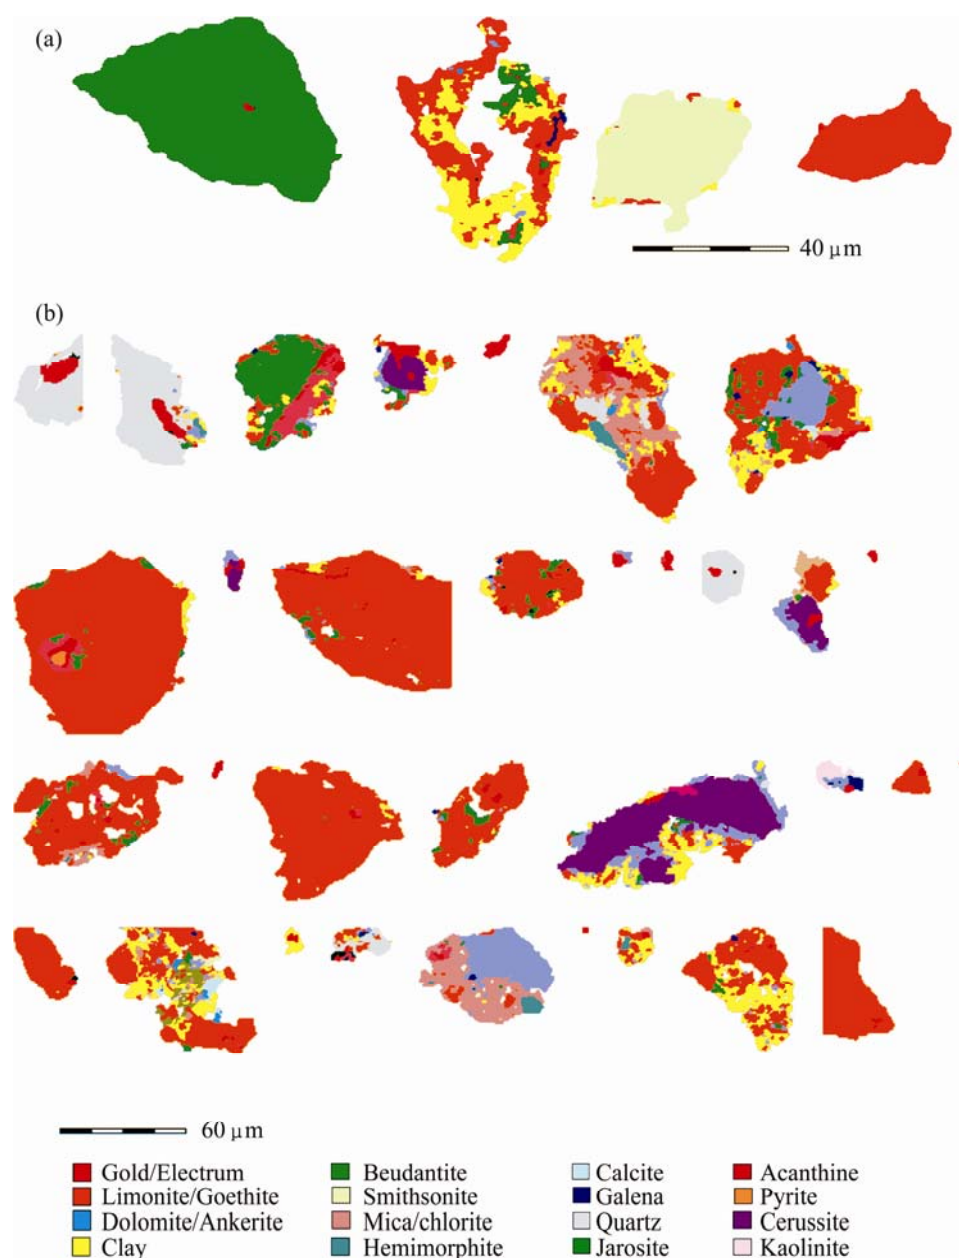 (a)
40 μm
(b)
60 μm
Gold/Electrum Beudantite Calcite Acanthine
Limonite/Goethite Smithsonite Galena Pyrite
Dolomite/Ankerite Mica/chlorite Quartz Cerussite
Clay Hemimorphite Jarosite Kaolinite